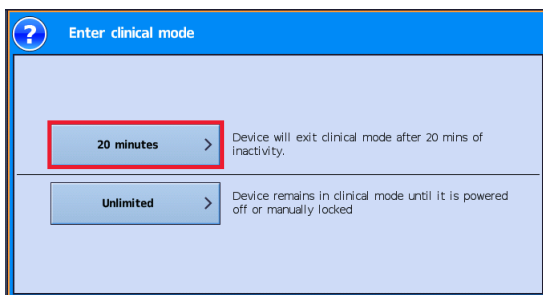 ?
Enter clinical mode
20 minutes >
Device will exit clinical mode after 20 mins of
inactivity.
Unlimited >
Device remains in clinical mode until it is powered
off or manually locked